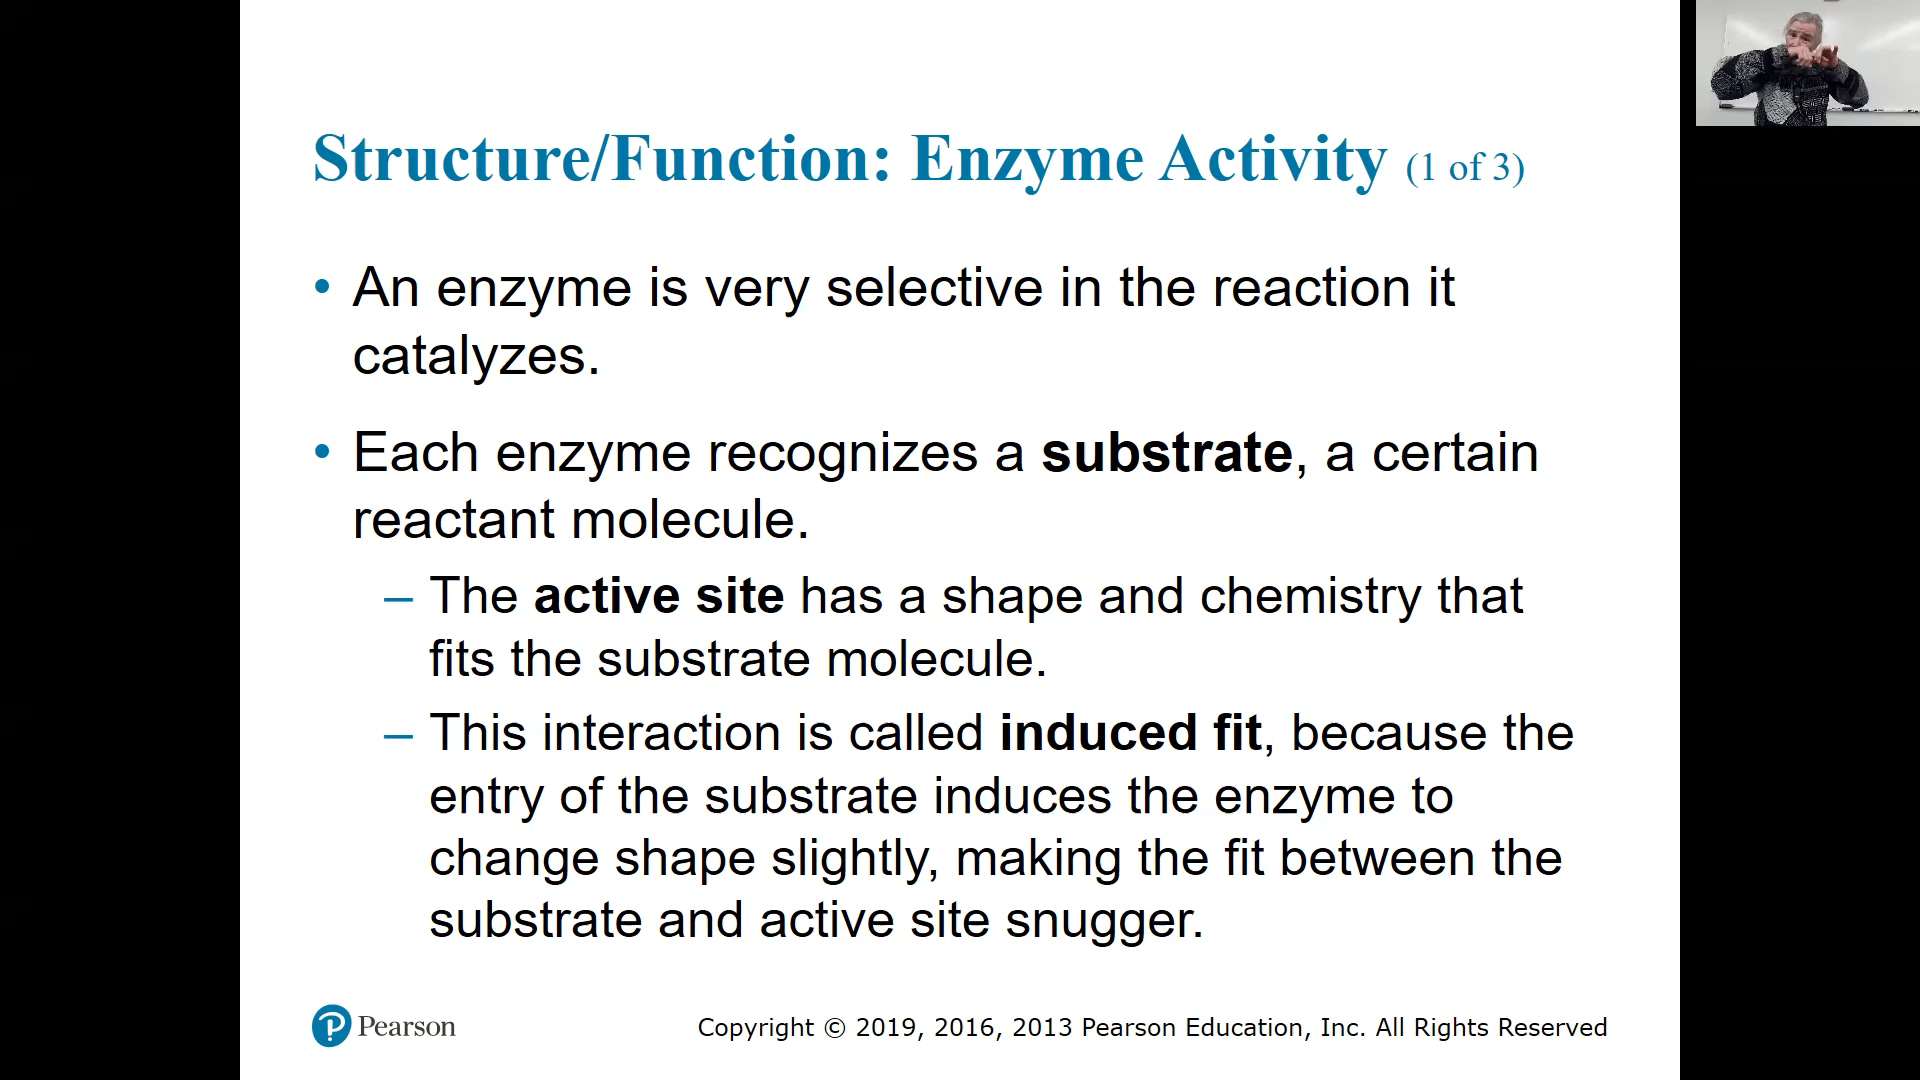 Structure/Function: Enzyme Activity (1 of 3)
• An enzyme is very selective in the reaction it
catalyzes.
• Each enzyme recognizes a substrate, a certain
reactant molecule.
– The active site has a shape and chemistry that
fits the substrate molecule.
– This interaction is called induced fit, because the
entry of the substrate induces the enzyme to
change shape slightly, making the fit between the
substrate and active site snugger.
Pearson
Copyright © 2019, 2016, 2013 Pearson Education, Inc. All Rights Reserved